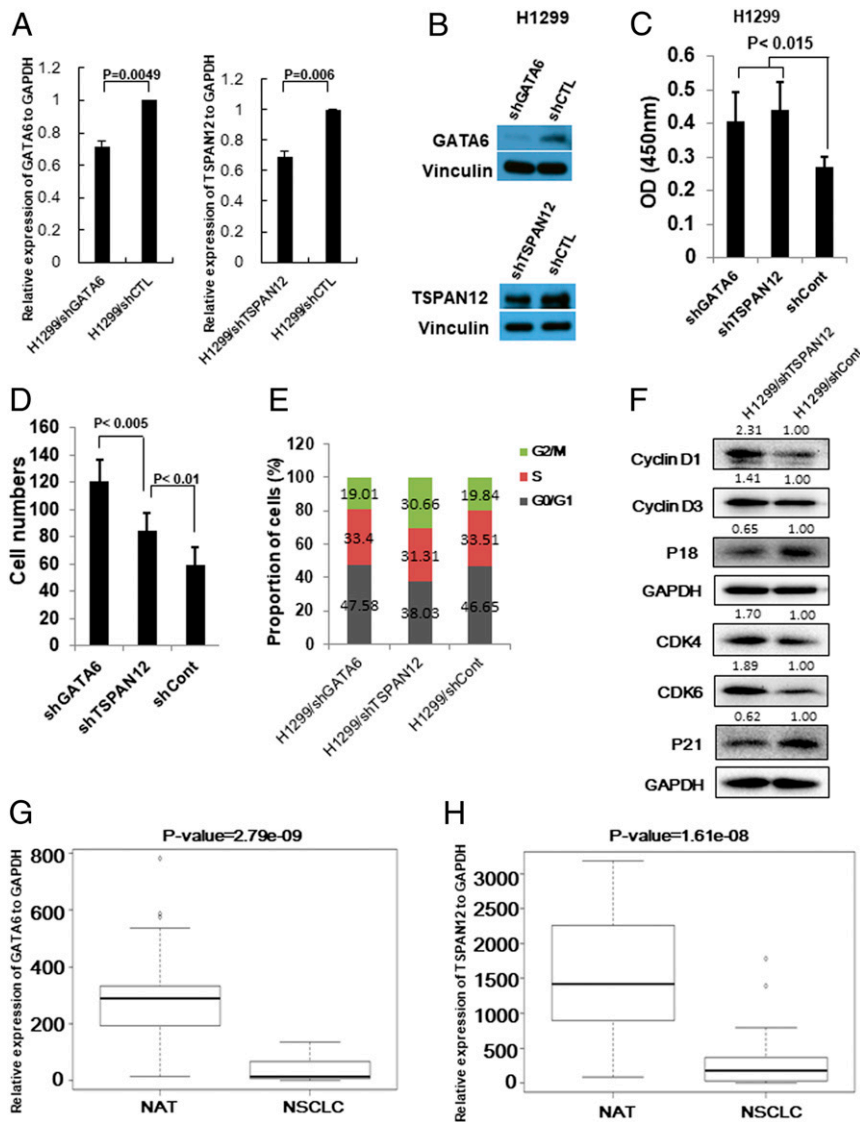 A
Relative expression of GATA6 to GAPDH
P=0.0049
1
0.8
0.6
0.4
0.2
0
H1299/shGATA6
H1299/shCTL
Relative expression of TSPAN12 to GAPDH
P=0.006
1.2
1
0.8
0.6
0.4
0.2
0
H1299/shTSPAN12
H1299/shCTL
B
H1299
shGATA6
shCTL
GATA6
Vinculin
shTSPAN12
shCTL
TSPAN12
Vinculin
C
H1299
P< 0.015
OD (450nm)
0.6
0.5
0.4
0.3
0.2
0.1
0
shGATA6
shTSPAN12
shCont
D
Cell numbers
160
140
120
100
80
60
40
20
0
P< 0.005
P< 0.01
shGATA6
shTSPAN12
shCont
E
Proportion of cells (%)
120
100
80
60
40
20
0
19.01
30.66
19.84
33.4
31.31
33.51
47.58
38.03
46.65
G2/M
S
G0/G1
H1299/shGATA6
H1299/shTSPAN12
H1299/shCont
F
H1299/shTSPAN12
H1299/shCont
2.31 1.00
Cyclin D1
1.41 1.00
Cyclin D3
0.65 1.00
P18
GAPDH
1.70 1.00
CDK4
1.89 1.00
CDK6
0.62 1.00
P21
GAPDH
G
P-value=2.79e-09
Relative expression of GATA6 to GAPDH
800
600
400
200
0
NAT NSCLC
H
P-value=1.61e-08
Relative expression of TSPAN12 to GAPDH
3000
2500
2000
1500
1000
500
0
NAT NSCLC